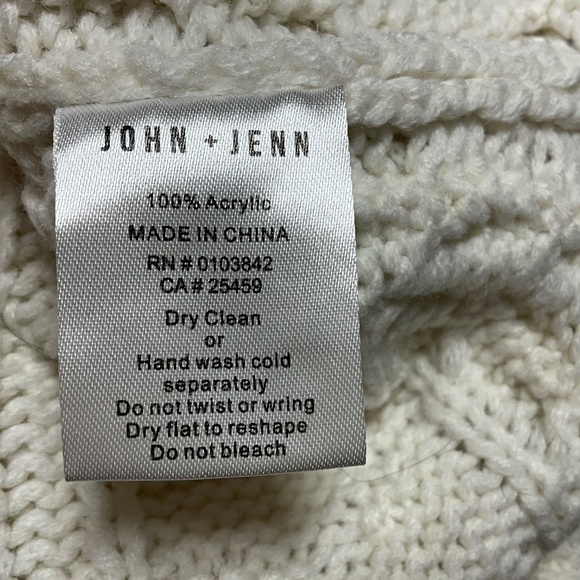 JOHN + JENN
100% Acrylic
MADE IN CHINA
RN # 0103842
CA # 25459
Dry Clean
or
Hand wash cold
separately
Do not twist or wring
Dry flat to reshape
Do not bleach